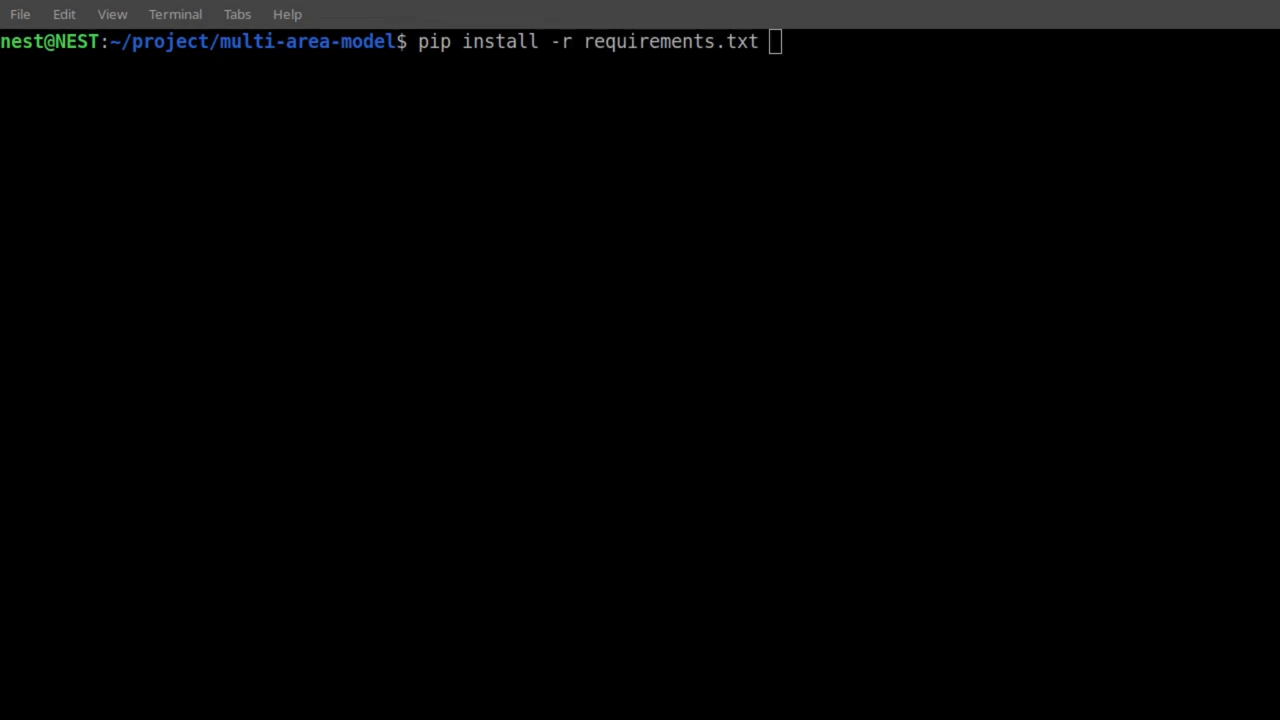 File Edit View Terminal Tabs Help
nest@NEST:~/project/multi-area-model$ pip install -r requirements.txt